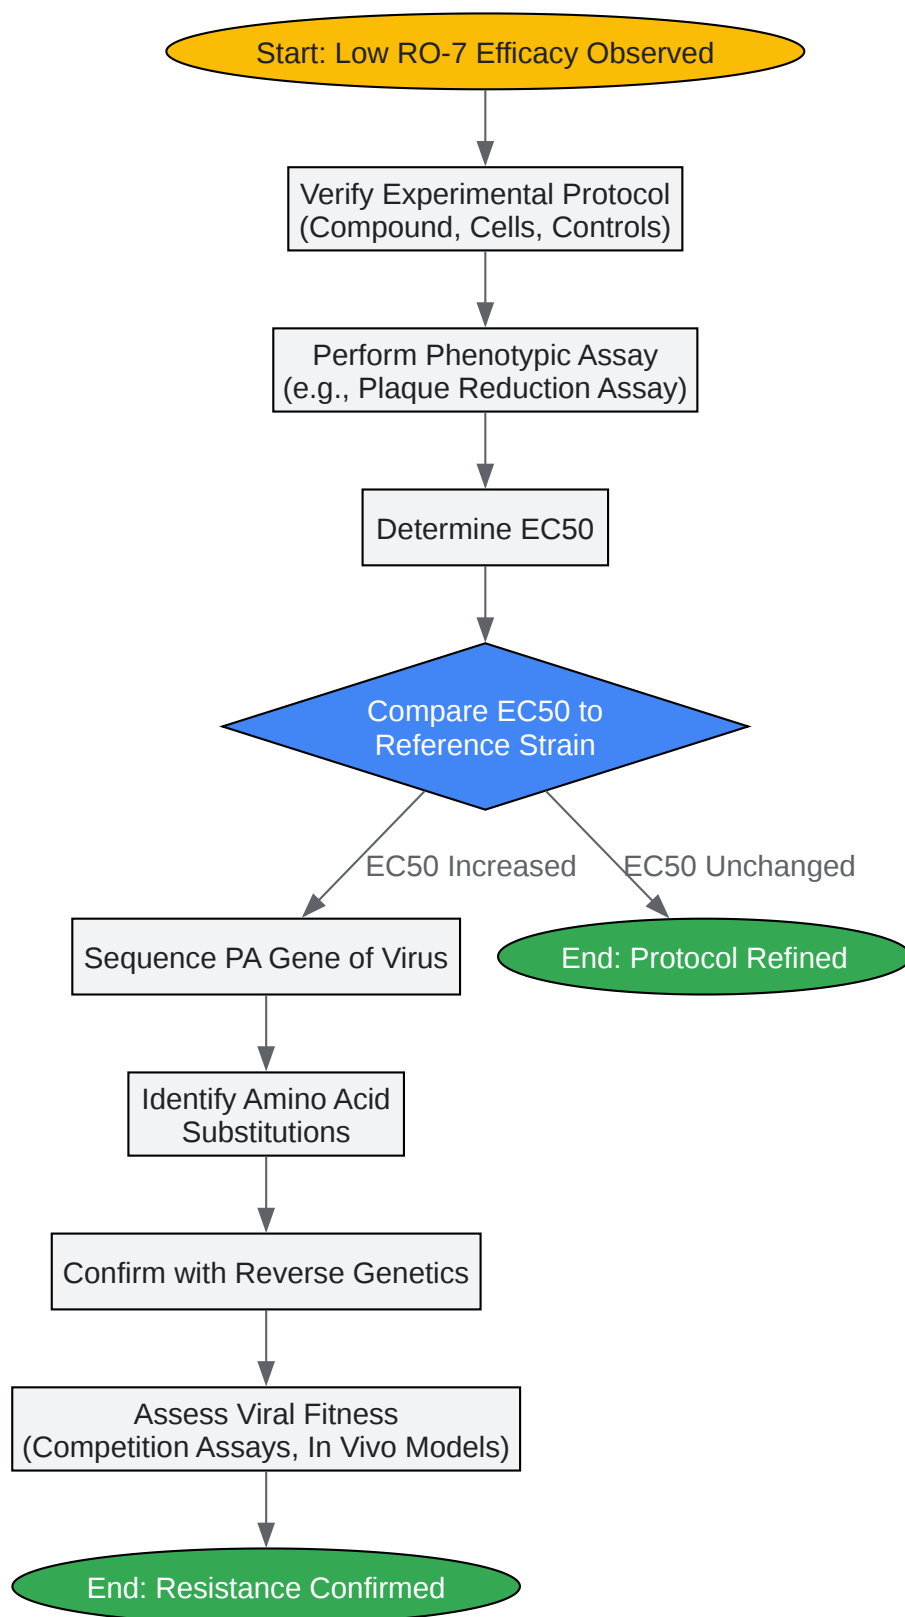 Start: Low RO-7 Efficacy Observed
Verify Experimental Protocol
(Compound, Cells, Controls)
Perform Phenotypic Assay
(e.g., Plaque Reduction Assay)
Determine EC50
Compare EC50 to
Reference Strain
EC50 Increased
EC50 Unchanged
Sequence PA Gene of Virus
End: Protocol Refined
Identify Amino Acid
Substitutions
Confirm with Reverse Genetics
Assess Viral Fitness
(Competition Assays, In Vivo Models)
End: Resistance Confirmed